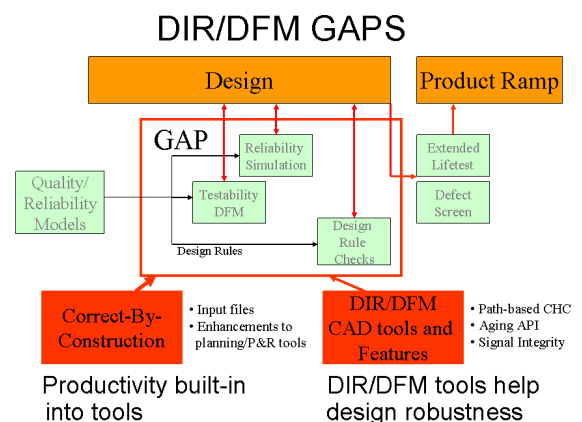 DIR/DFM GAPS
Design
Product Ramp
GAP
Reliability
Simulation
Extended
Lifetest
Quality/
Reliability
Models
Testability
DFM
Defect
Screen
Design
Rule
Checks
Design Rules
Correct-By-
Construction
• Input files
• Enhancements to
planning/P&R tools
DIR/DFM
CAD tools and
Features
• Path-based CHC
• Aging API
• Signal Integrity
Productivity built-in
into tools
DIR/DFM tools help
design robustness